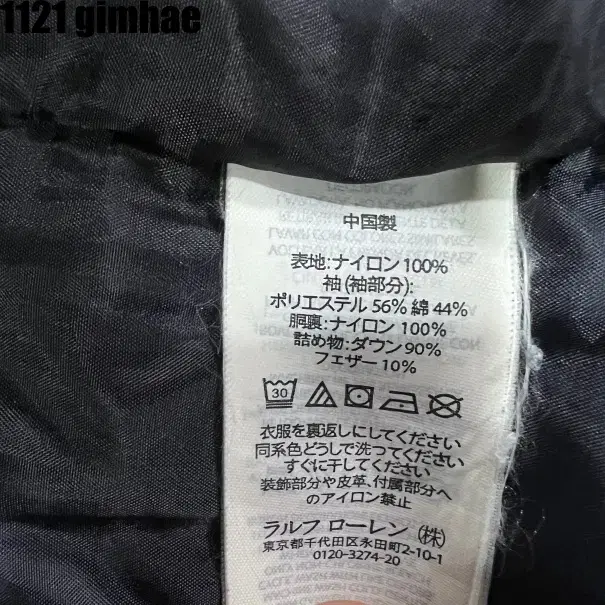 1121 gimhae
中国製
表地:ナイロン100%
袖(袖部分):
ポリエステル 56% 綿 44%
胴裏:ナイロン 100%
詰め物:ダウン 90%
フェザー 10%
30
衣服を裏返しにしてください
同系色どうしで洗ってください
すぐに干してください
装飾部分や皮革、付属部分へ
のアイロン禁止
ラルフ ローレン (株)
東京都千代田区永田町2-10-1
0120-3274-20